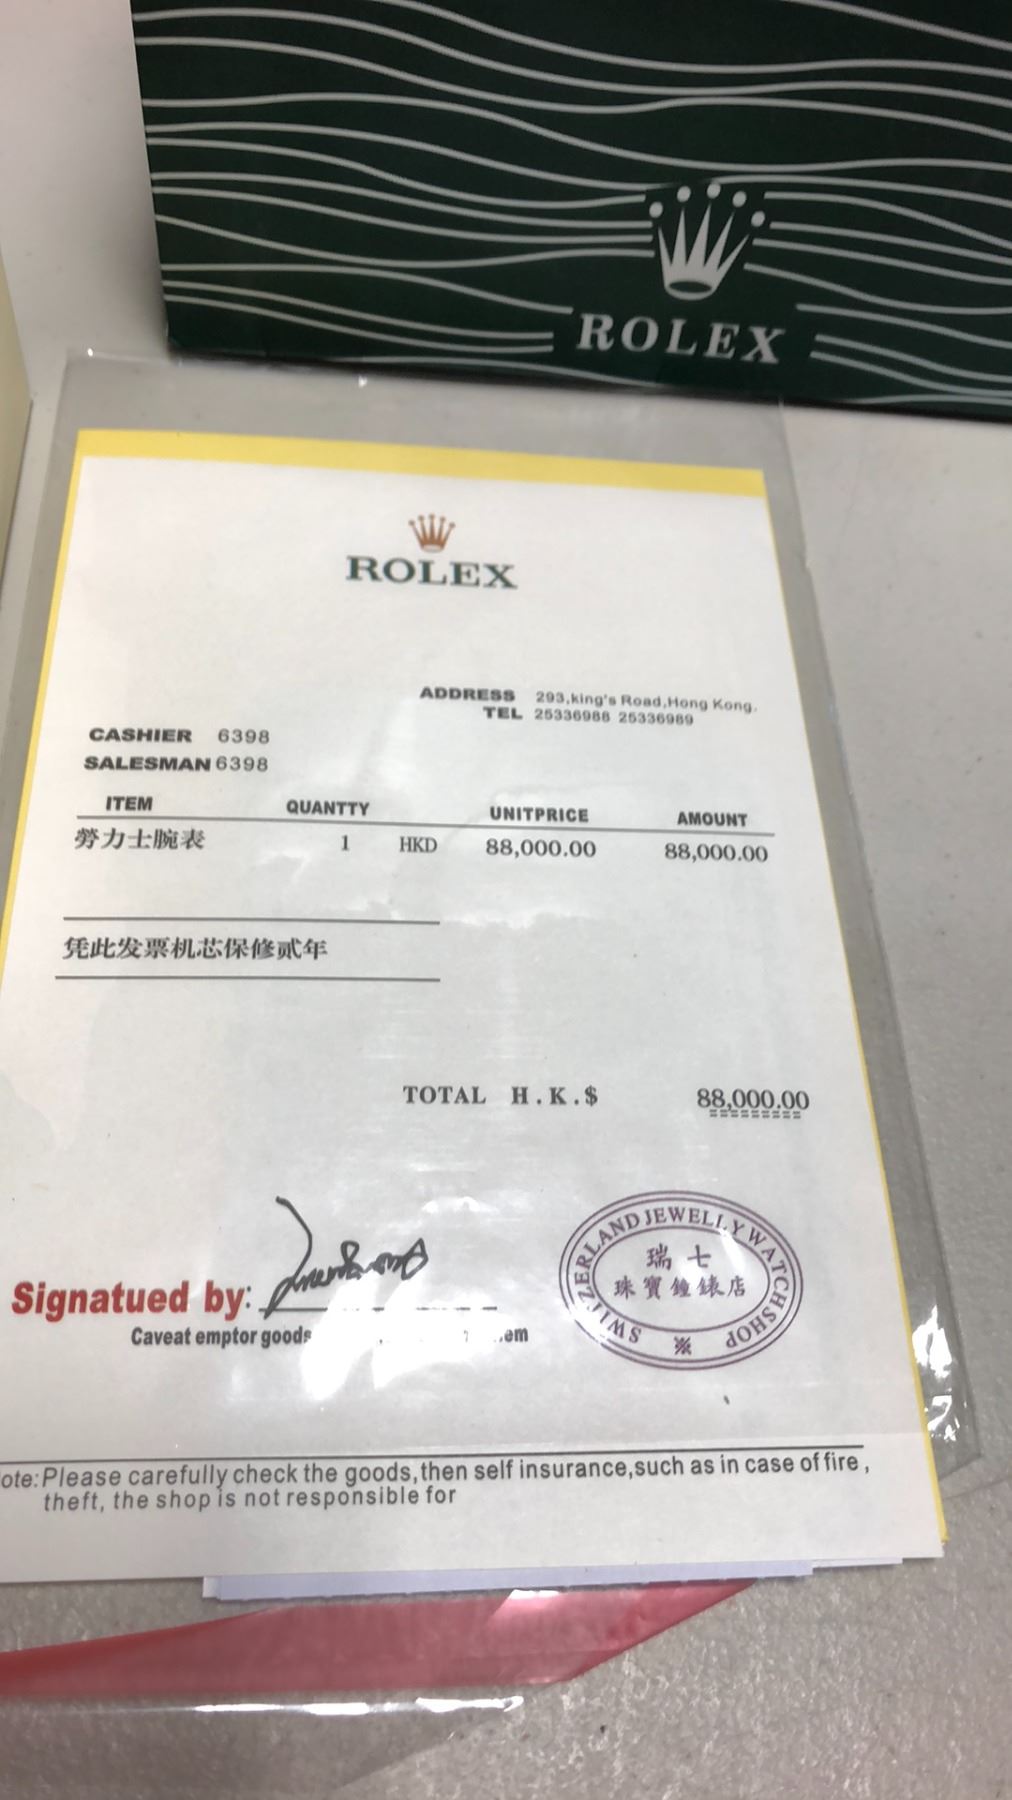 ROLEX
ROLEX
ADDRESS 293,king's Road,Hong Kong.
TEL 25336988 25336989
CASHIER 6398
SALESMAN 6398
ITEM QUANTTY UNITPRICE AMOUNT
勞力士腕表 1 HKD 88,000.00 88,000.00
凭此发票机芯保修贰年
TOTAL H.K.$ 88,000.00
Signatued by:
Caveat emptor goods
SWITZERLAND JEWELLY WATCH SHOP
瑞七
珠寶鐘錶店
ote:Please carefully check the goods,then self insurance,such as in case of fire,
theft, the shop is not responsible for